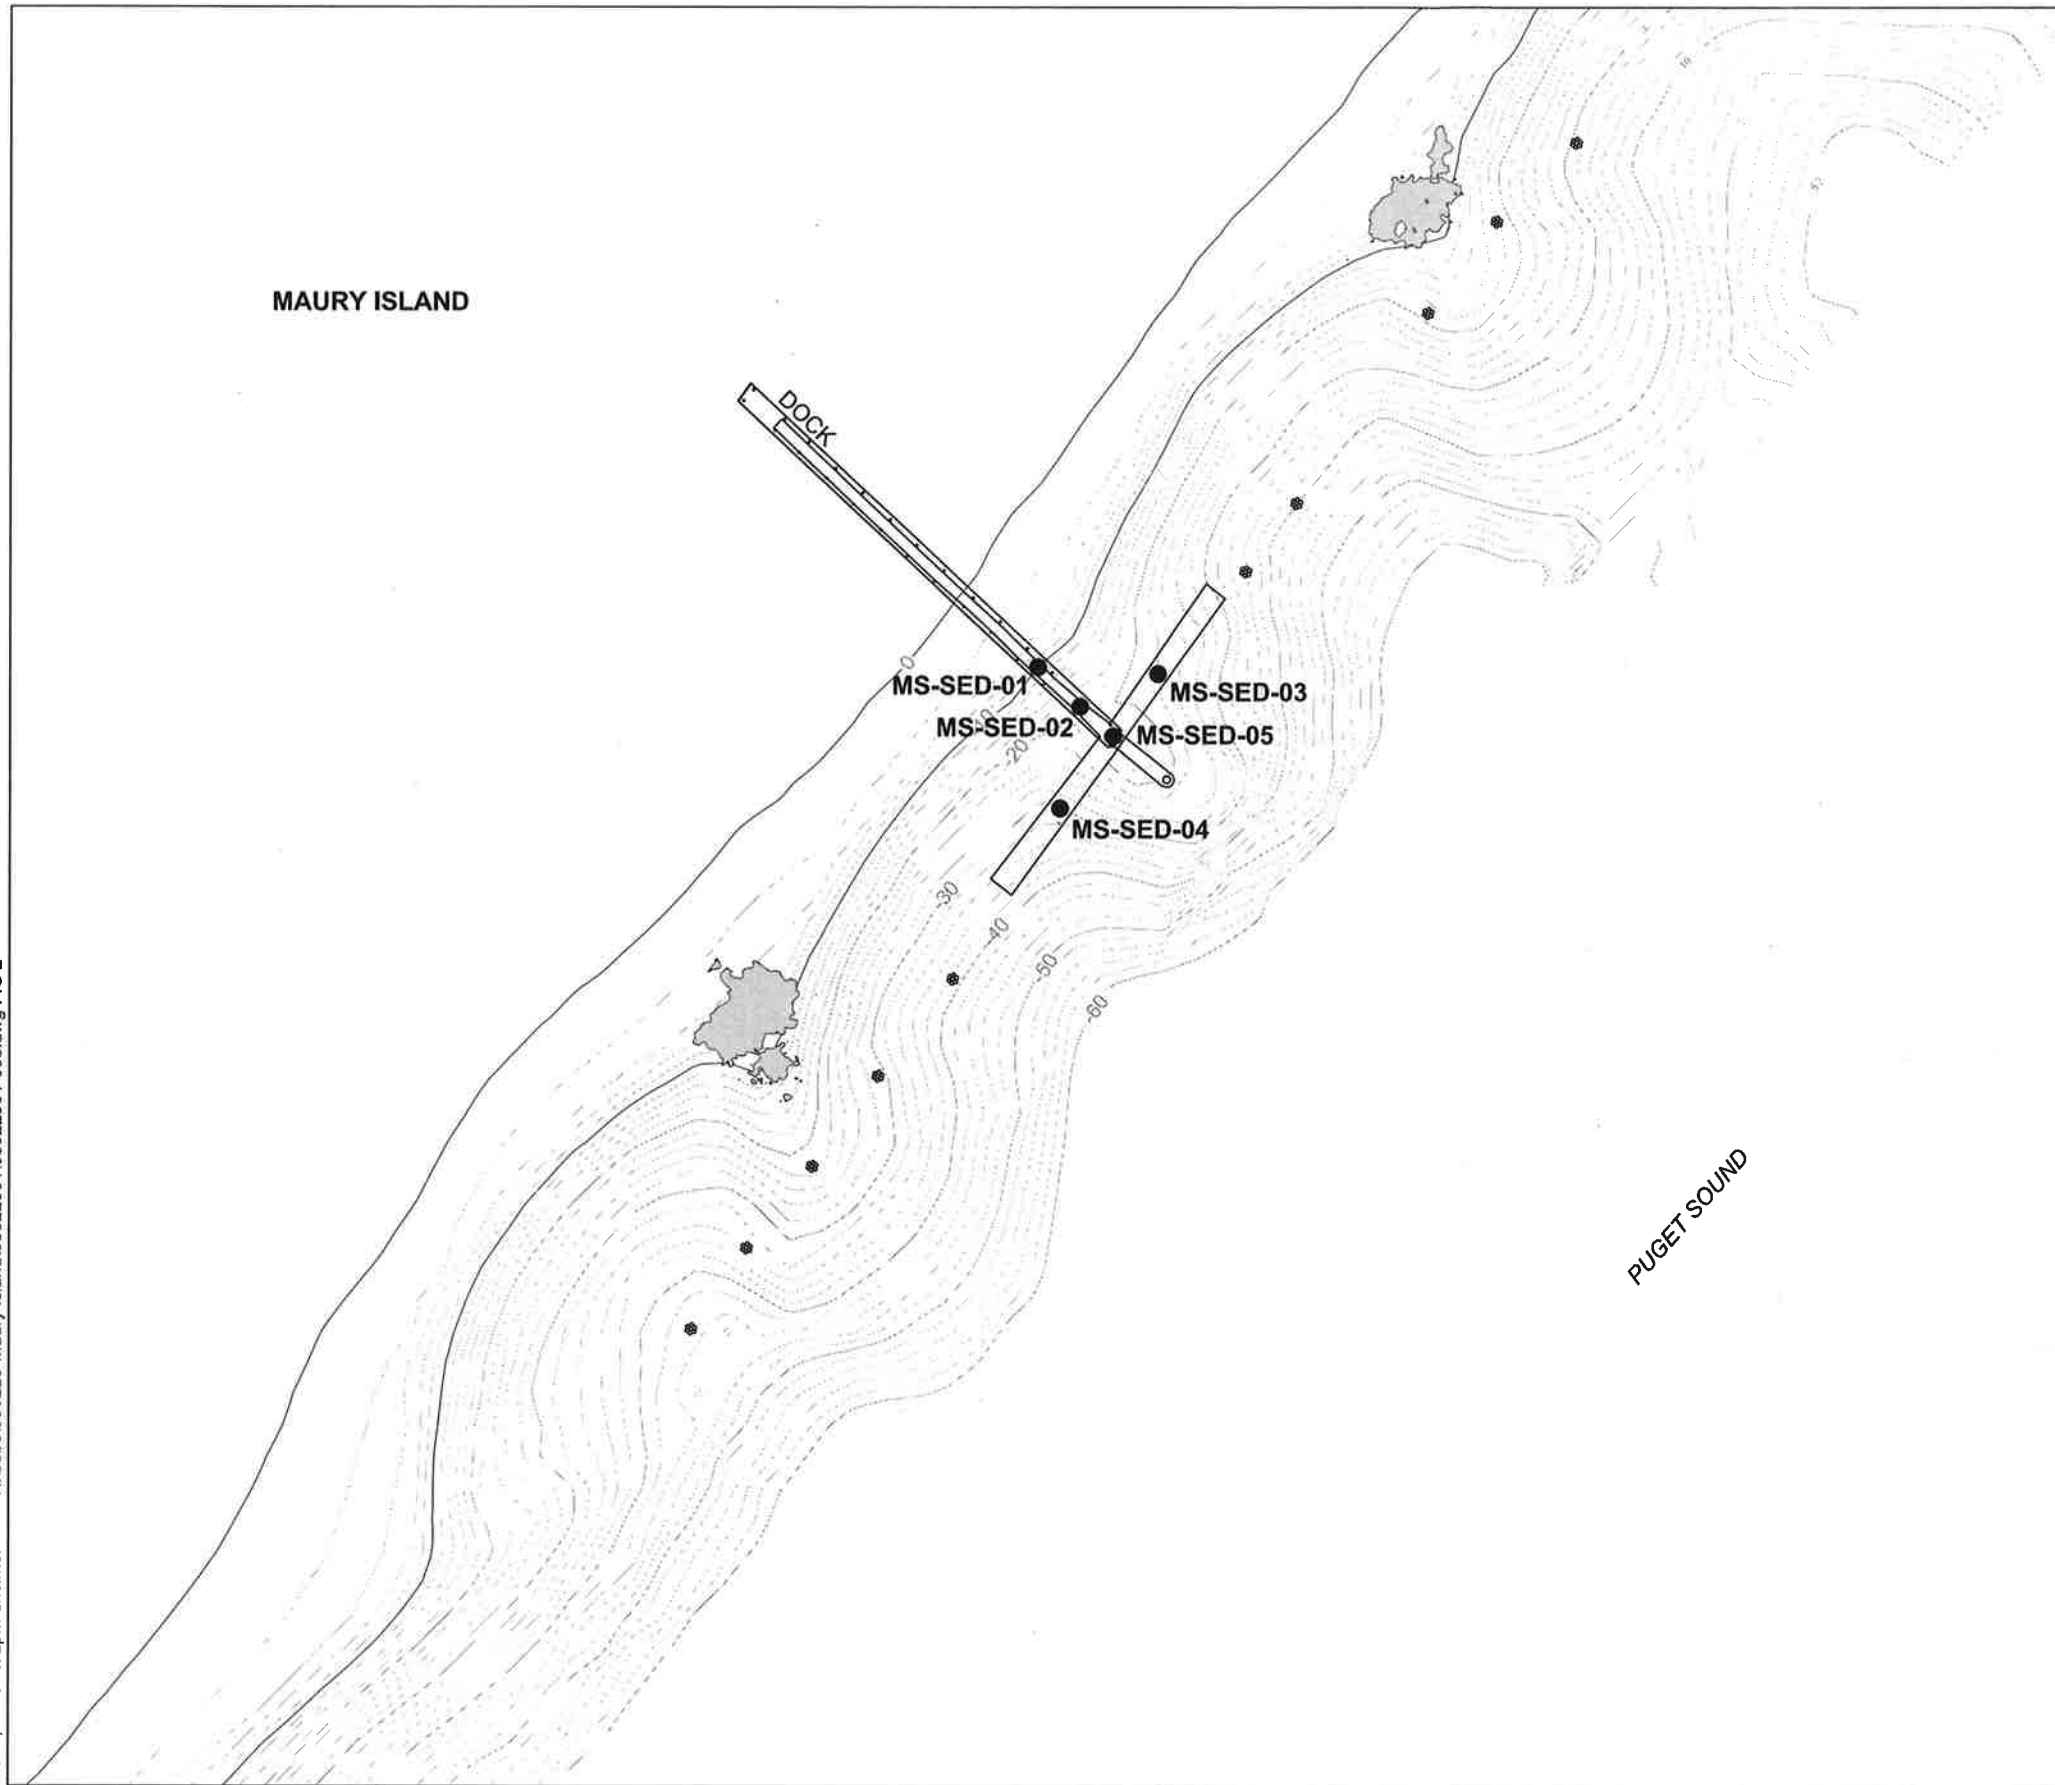 MAURY ISLAND
DOCK
0
MS-SED-01
MS-SED-03
MS-SED-02
MS-SED-05
-20
MS-SED-04
-30
-40
-50
-60
PUGET SOUND